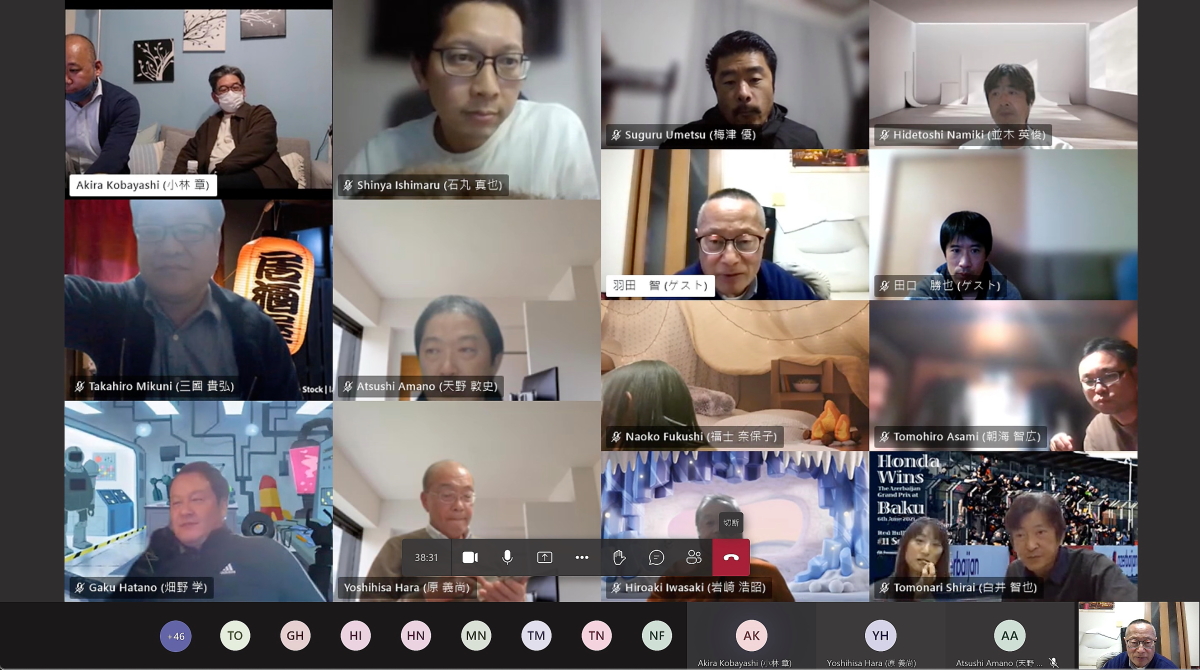 Akira Kobayashi (小林 章)
Shinya Ishimaru (石丸 真也)
Suguru Umetsu (梅津 優)
Hidetoshi Namiki (並木 英俊)
羽田 智 (ゲスト)
田口 勝也 (ゲスト)
居酒屋
Stock | I
Takahiro Mikuni (三國 貴弘)
Atsushi Amano (天野 敦史)
Naoko Fukushi (福士 奈保子)
Tomohiro Asami (朝海 智広)
Honda
Wins
The Azerbaijan
Grand Prix at
Baku
6th June 2021
切断
38:31
Gaku Hatano (畑野 学)
Yoshihisa Hara (原 義尚)
Hiroaki Iwasaki (岩崎 浩昭)
Tomonari Shirai (白井 智也)
+46
TO
GH
HI
HN
MN
TM
TN
NF
AK
YH
AA
Akira Kobayashi (小林 章)
Yoshihisa Hara (原 義尚)
Atsushi Amano (天野 ...